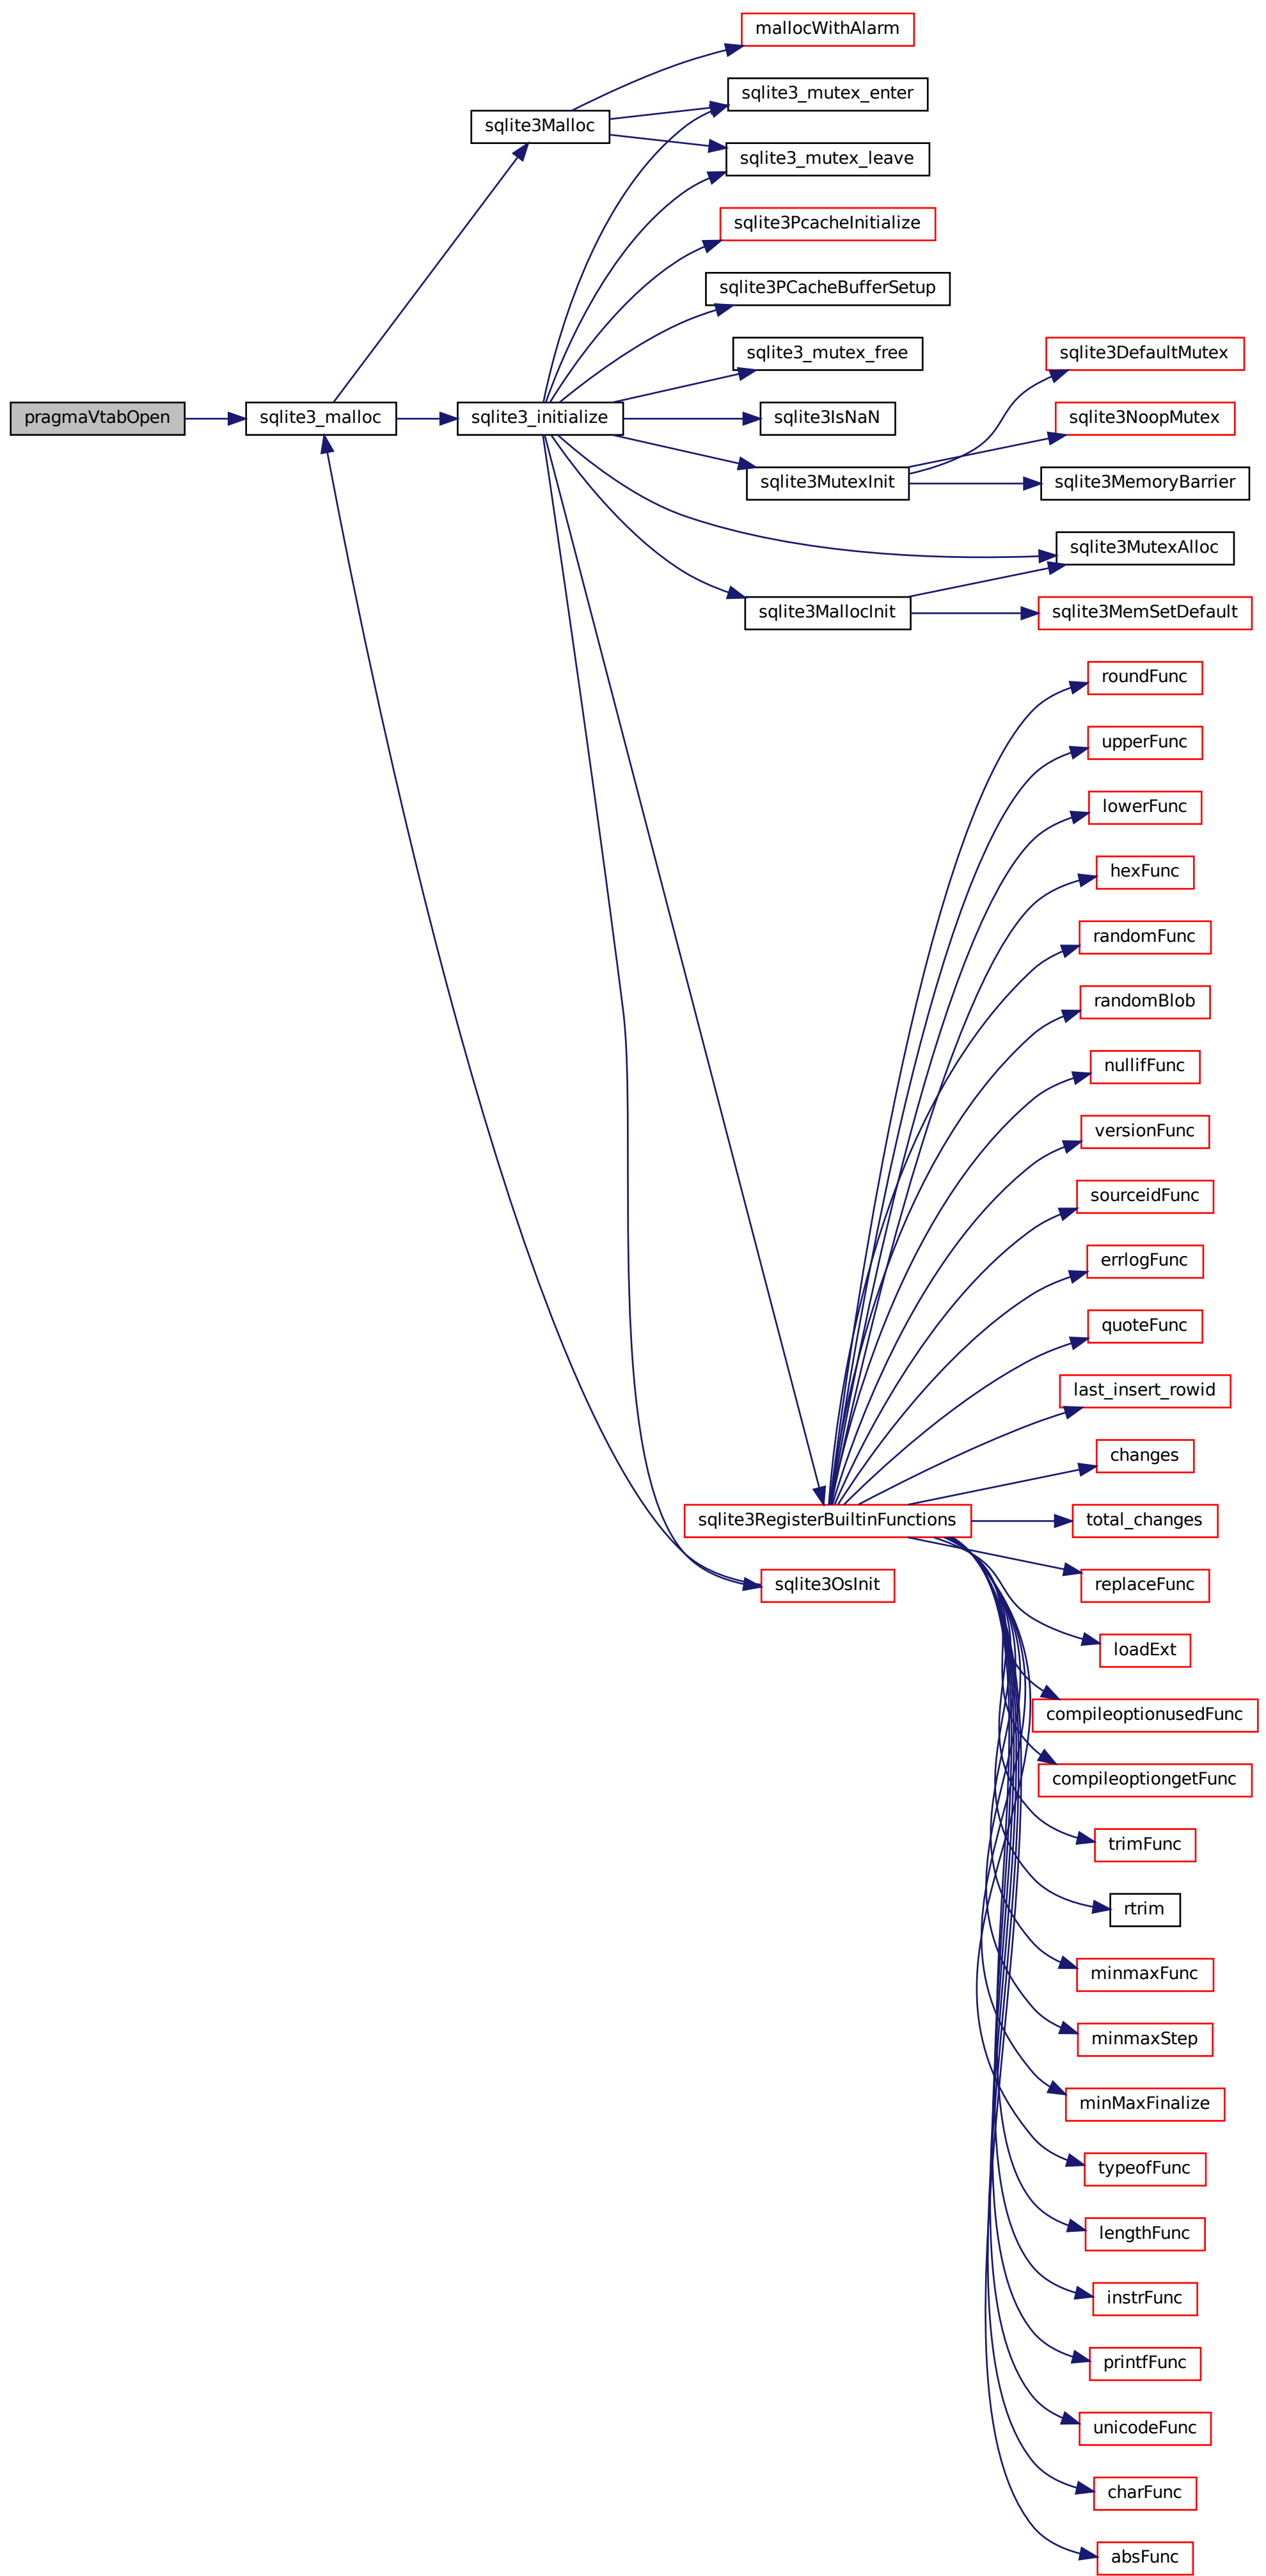 mallocWithAlarm
sqlite3_mutex_enter
sqlite3Malloc
sqlite3_mutex_leave
sqlite3PcacheInitialize
sqlite3PCacheBufferSetup
sqlite3_mutex_free
sqlite3DefaultMutex
pragmaVtabOpen
sqlite3_malloc
sqlite3_initialize
sqlite3IsNaN
sqlite3NoopMutex
sqlite3MutexInit
sqlite3MemoryBarrier
sqlite3MutexAlloc
sqlite3MallocInit
sqlite3MemSetDefault
roundFunc
upperFunc
lowerFunc
hexFunc
randomFunc
randomBlob
nullifFunc
versionFunc
sourceidFunc
errlogFunc
quoteFunc
last_insert_rowid
changes
sqlite3RegisterBuiltinFunctions
total_changes
sqlite3OsInit
replaceFunc
loadExt
compileoptionusedFunc
compileoptiongetFunc
trimFunc
rtrim
minmaxFunc
minmaxStep
minMaxFinalize
typeofFunc
lengthFunc
instrFunc
printfFunc
unicodeFunc
charFunc
absFunc